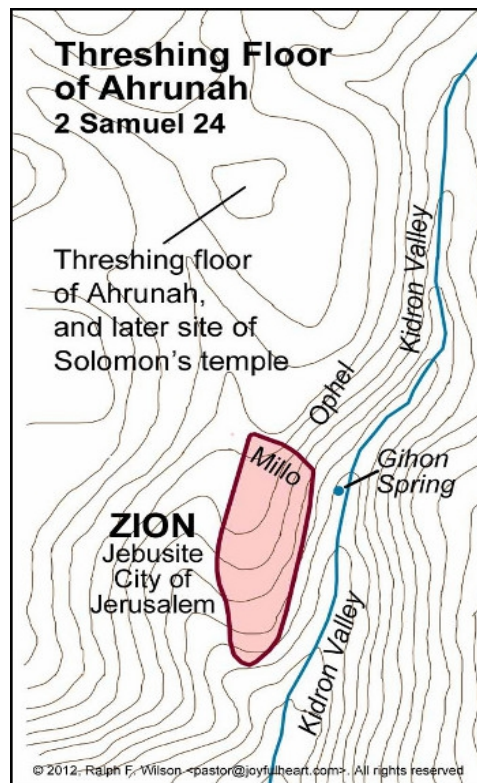 Threshing Floor
of Ahrunah
2 Samuel 24
Threshing floor
of Ahrunah,
and later site of
Solomon's temple
Kidron Valley
Ophel
Millo
Gihon
Spring
ZION
Jebusite
City of
Jerusalem
Kidron Valley
© 2012, Ralph F. Wilson <pastor@joyfulheart.com>. All rights reserved